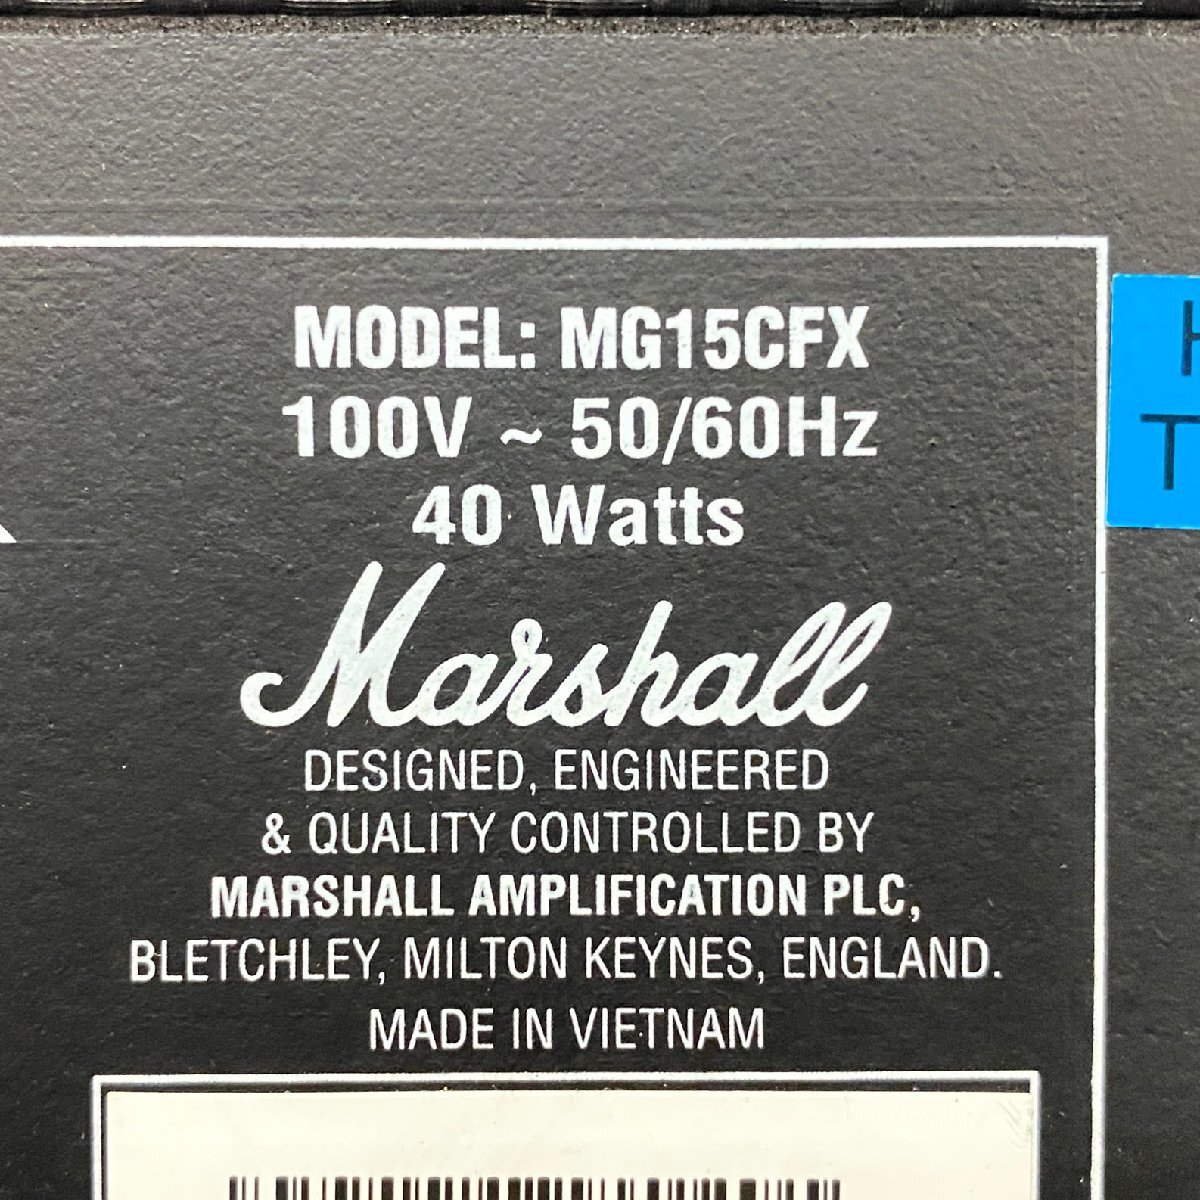 MODEL: MG15CFX
100V ~ 50/60Hz
40 Watts
Marshall
DESIGNED, ENGINEERED
& QUALITY CONTROLLED BY
MARSHALL AMPLIFICATION PLC,
BLETCHLEY, MILTON KEYNES, ENGLAND.
MADE IN VIETNAM